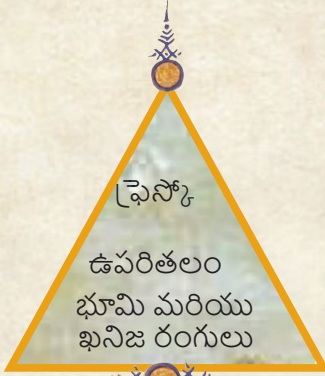 ఫ్రెస్కో
ఉపరితలం
భూమి మరియు
ఖనిజ రంగులు